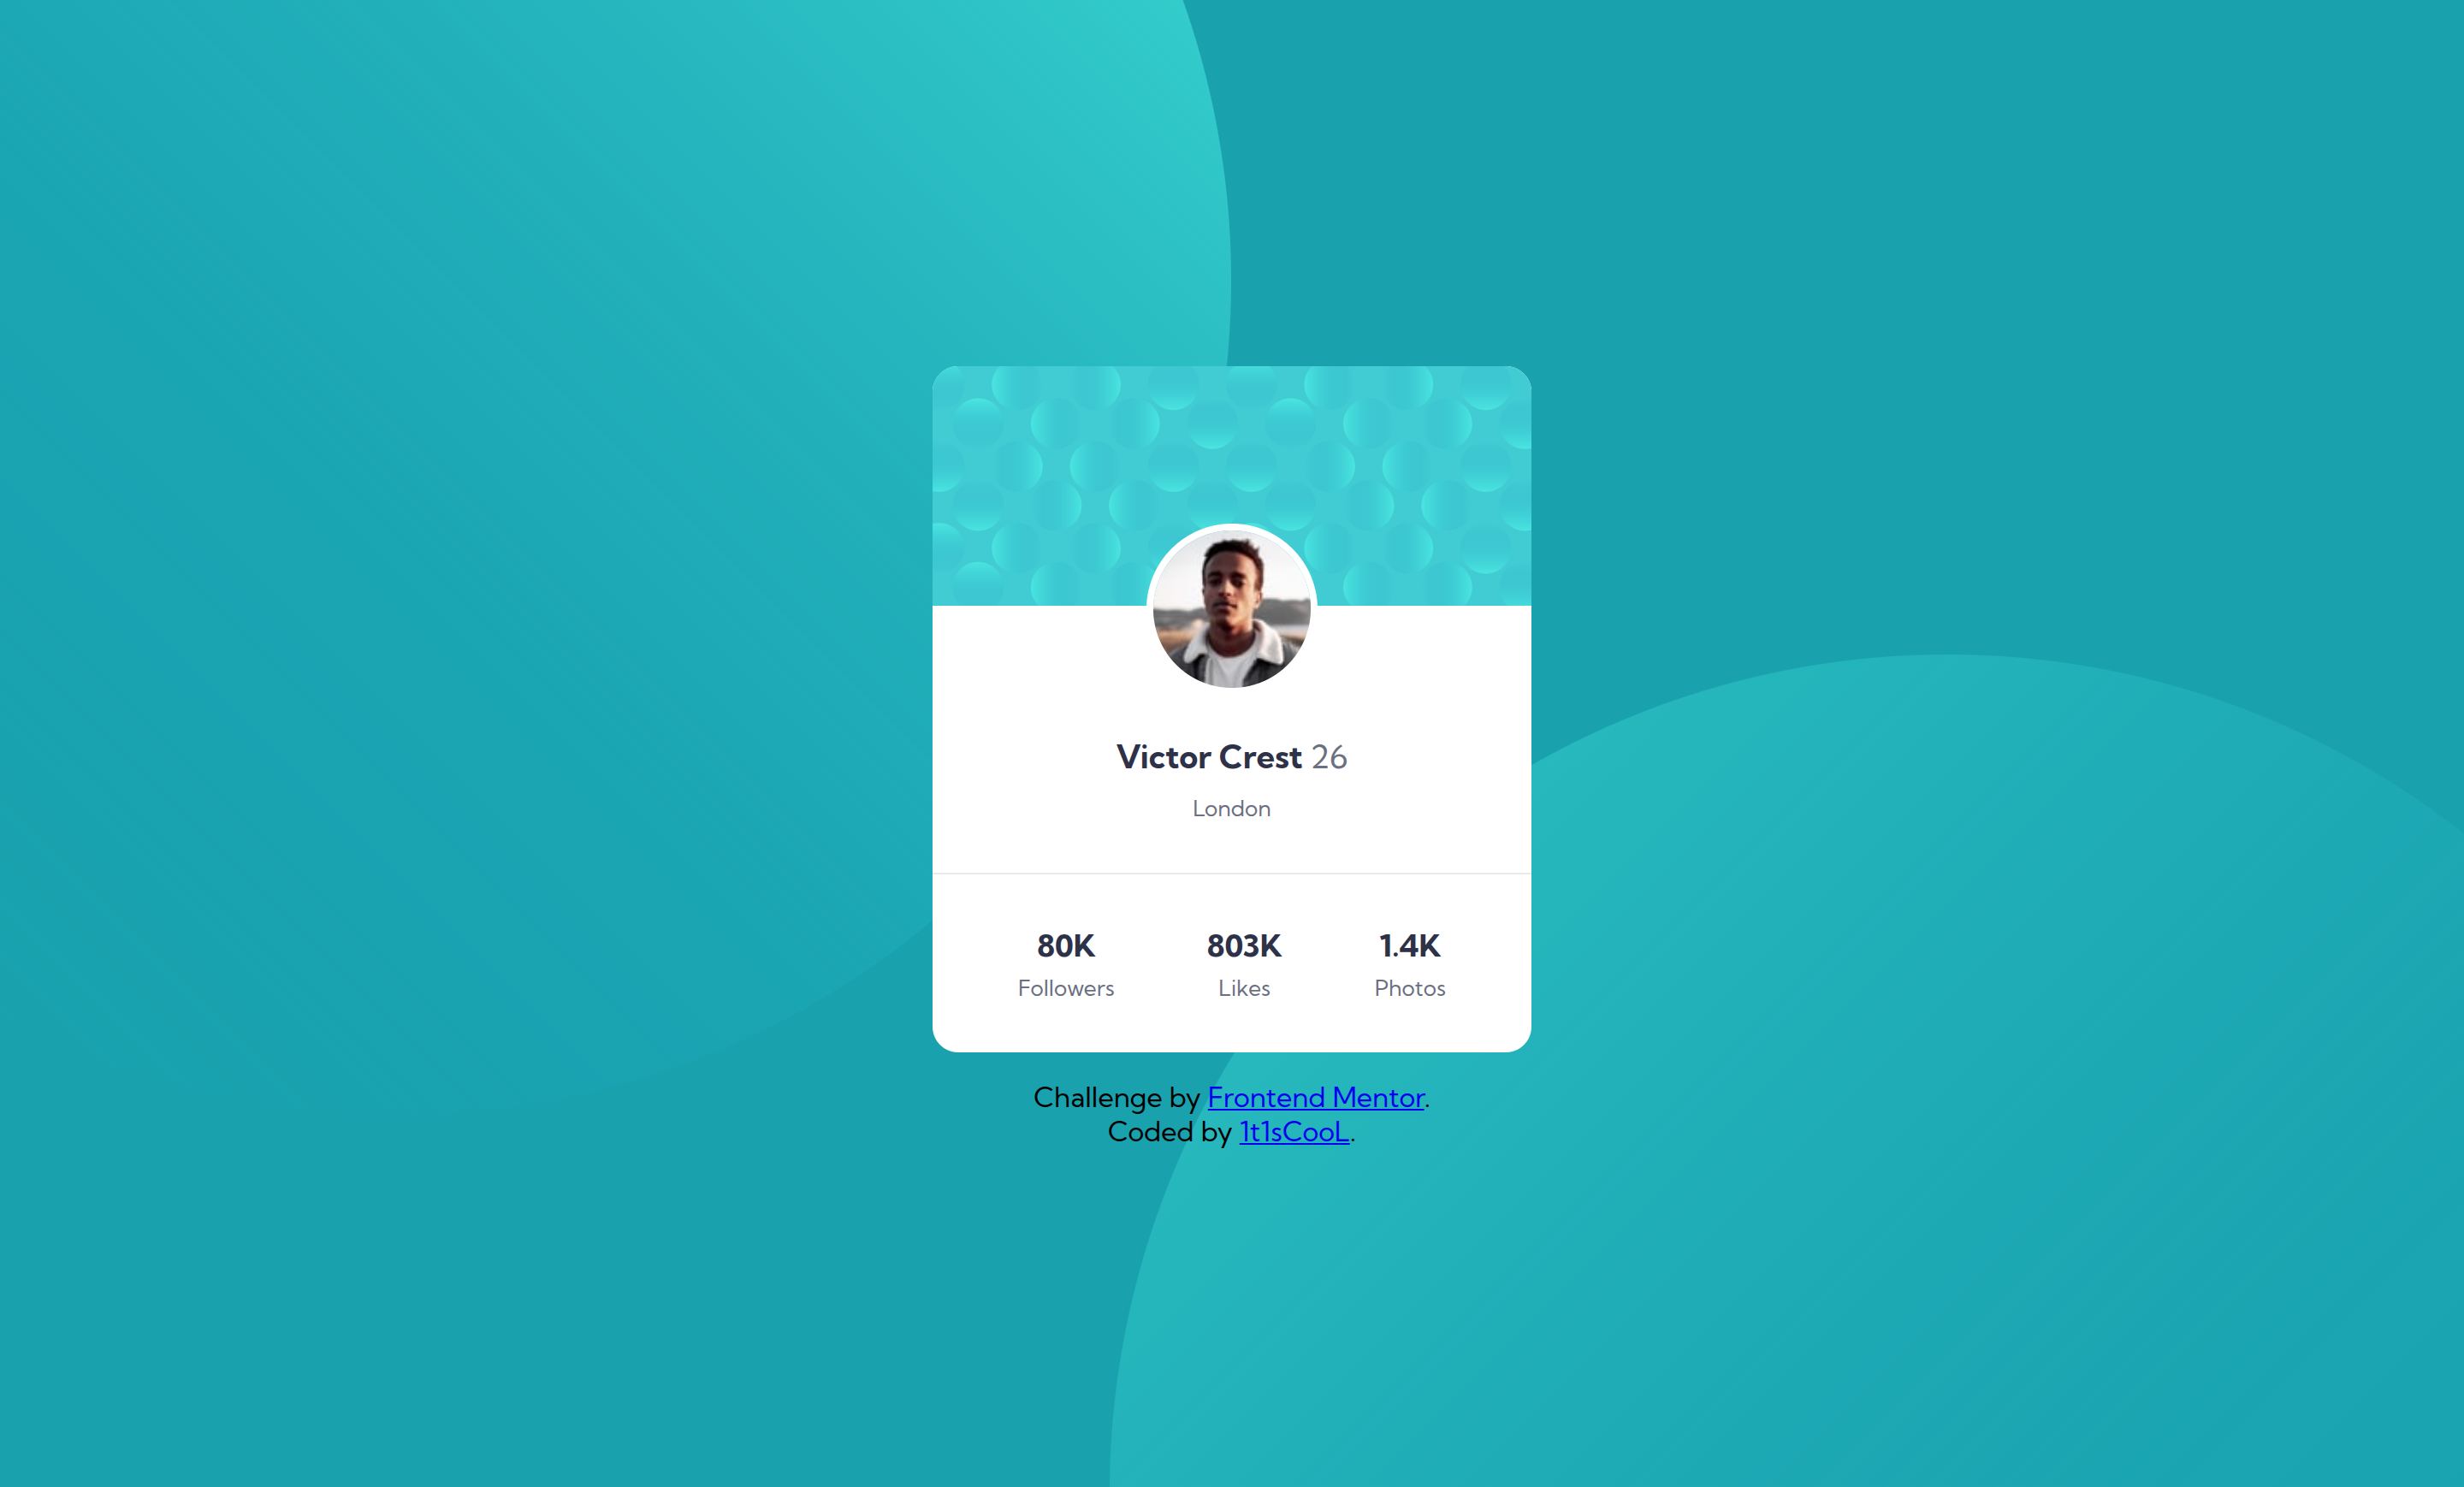 Victor Crest 26
London
80K 803K 1.4K
Followers Likes Photos
Challenge by Frontend Mentor.
Coded by 1t1sCooL.